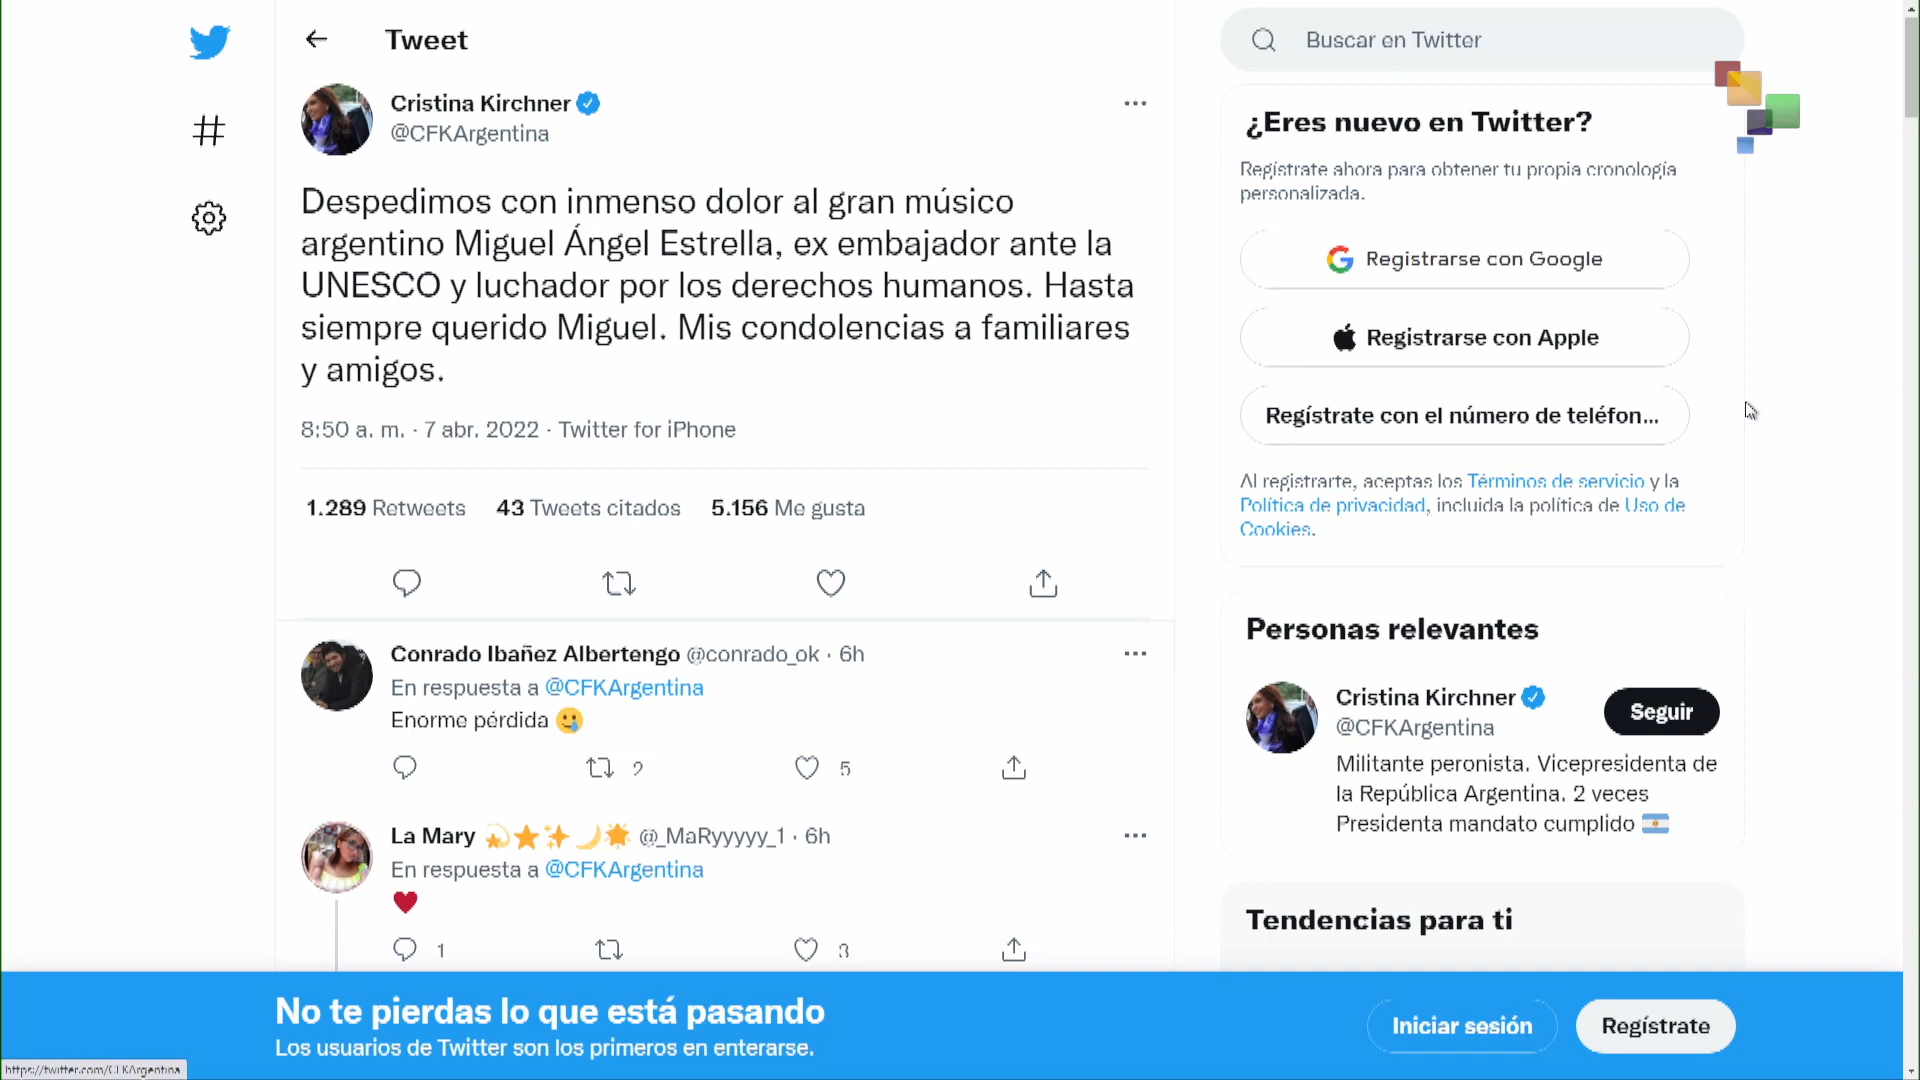 Tweet
Cristina Kirchner
@CFKArgentina
Despedimos con inmenso dolor al gran músico
argentino Miguel Ángel Estrella, ex embajador ante la
UNESCO y luchador por los derechos humanos. Hasta
siempre querido Miguel. Mis condolencias a familiares
y amigos.
8:50 a. m. · 7 abr. 2022 · Twitter for iPhone
1.289 Retweets 43 Tweets citados 5.156 Me gusta
Conrado Ibañez Albertengo @conrado_ok · 6h
En respuesta a @CFKArgentina
Enorme pérdida 🥲
2 5
La Mary 💫⭐✨🌙🌟 @_MaRyyyyy_1 · 6h
En respuesta a @CFKArgentina
♥
1 3
Buscar en Twitter
¿Eres nuevo en Twitter?
Regístrate ahora para obtener tu propia cronología
personalizada.
Registrarse con Google
Registrarse con Apple
Regístrate con el número de teléfon...
Al registrarte, aceptas los Términos de servicio y la
Política de privacidad, incluida la política de Uso de
Cookies.
Personas relevantes
Cristina Kirchner
@CFKArgentina
Seguir
Militante peronista. Vicepresidenta de
la República Argentina. 2 veces
Presidenta mandato cumplido 🇦🇷
Tendencias para ti
No te pierdas lo que está pasando
Los usuarios de Twitter son los primeros en enterarse.
Iniciar sesión
Regístrate
https://twitter.com/CFKArgentina